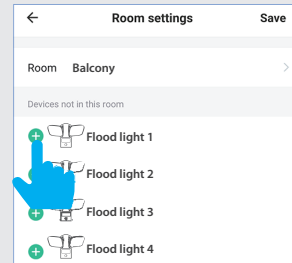 Room settings Save
Room Balcony
Devices not in this room
Flood light 1
Flood light 2
Flood light 3
Flood light 4